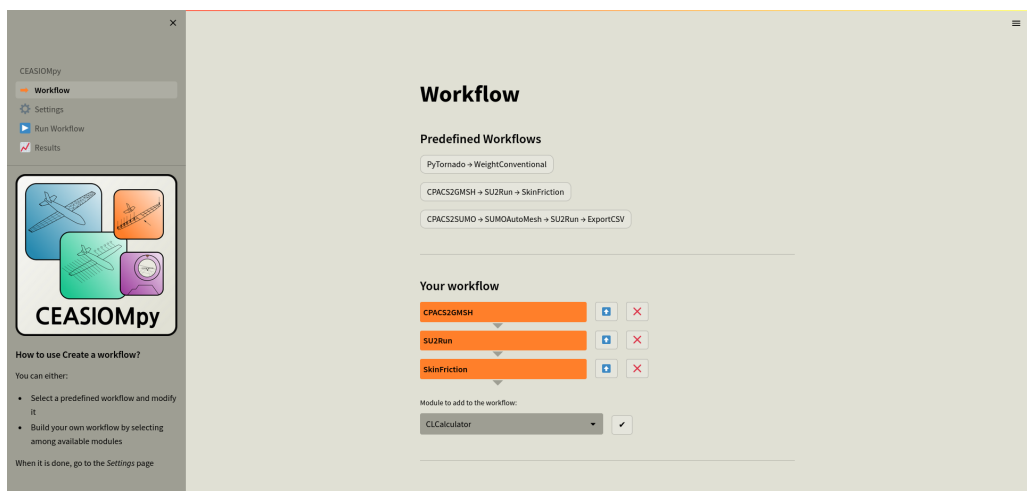 CEASIOMpy
Workflow
Settings
Run Workflow
Results
CEASIOMpy
How to use Create a workflow?
You can either:
• Select a predefined workflow and modify
it
• Build your own workflow by selecting
among available modules
When it is done, go to the Settings page
Workflow
Predefined Workflows
PyTornado → WeightConventional
CPACS2GMSH → SU2Run → SkinFriction
CPACS2SUMO → SUMOAutoMesh → SU2Run → ExportCSV
Your workflow
CPACS2GMSH
SU2Run
SkinFriction
Module to add to the workflow:
CLCalculator